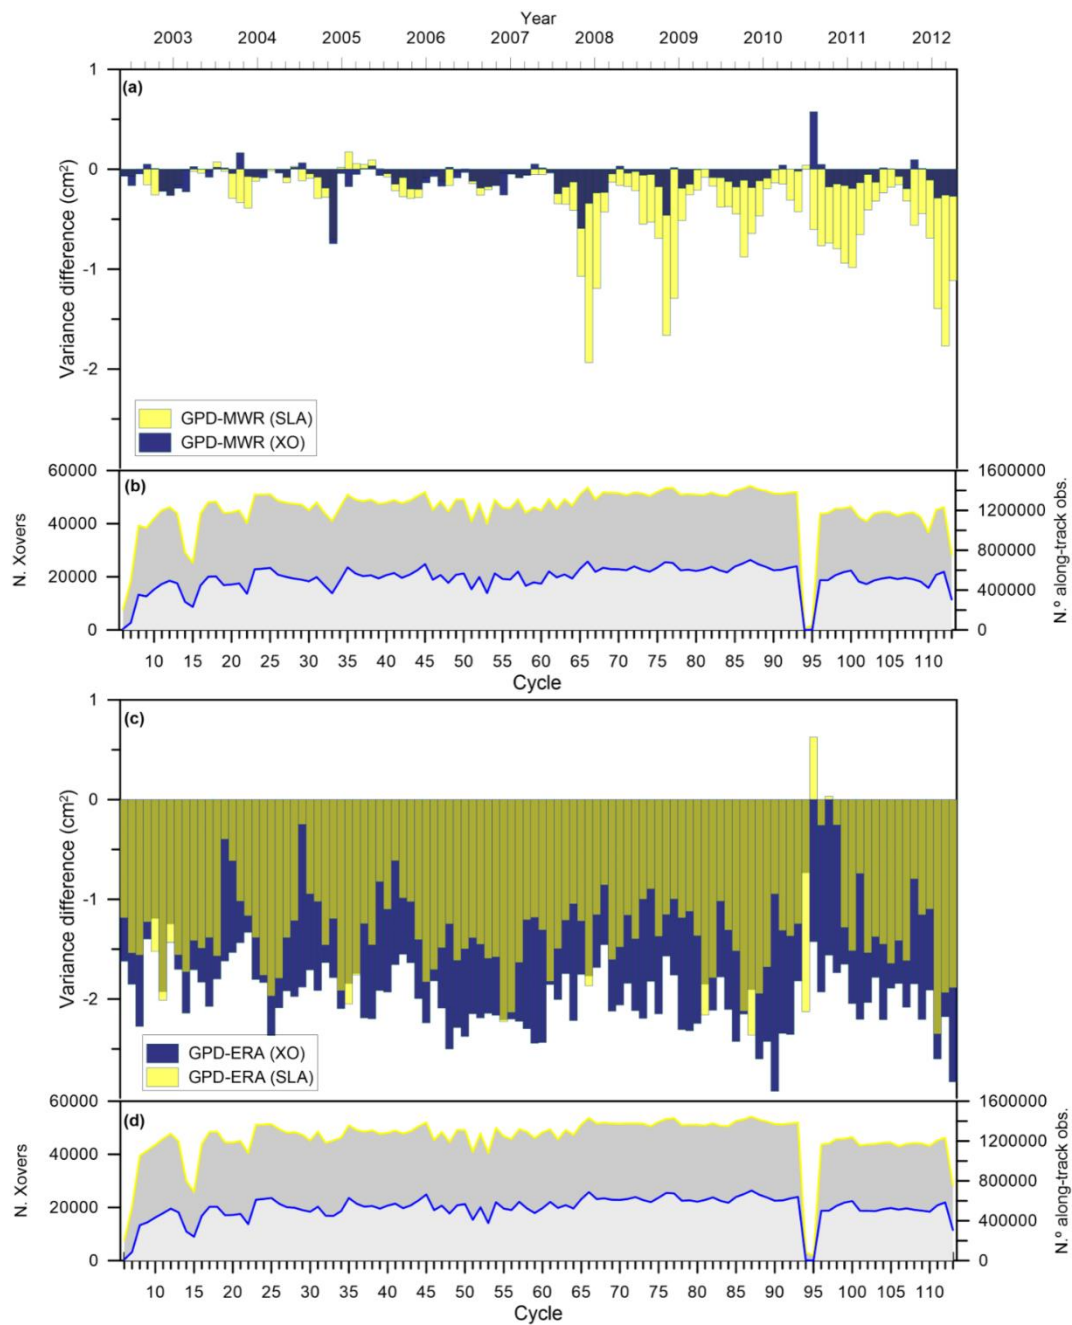 Year
2003 2004 2005 2006 2007 2008 2009 2010 2011 2012
(a)
1
0
-1
-2
Variance difference (cm²)
GPD-MWR (SLA)
GPD-MWR (XO)
(b)
60000
40000
20000
0
N. Xovers
1600000
1200000
800000
400000
0
N.º along-track obs.
10 15 20 25 30 35 40 45 50 55 60 65 70 75 80 85 90 95 100 105 110
Cycle
(c)
1
0
-1
-2
Variance difference (cm²)
GPD-ERA (XO)
GPD-ERA (SLA)
(d)
60000
40000
20000
0
N. Xovers
1600000
1200000
800000
400000
0
N.º along-track obs.
10 15 20 25 30 35 40 45 50 55 60 65 70 75 80 85 90 95 100 105 110
Cycle